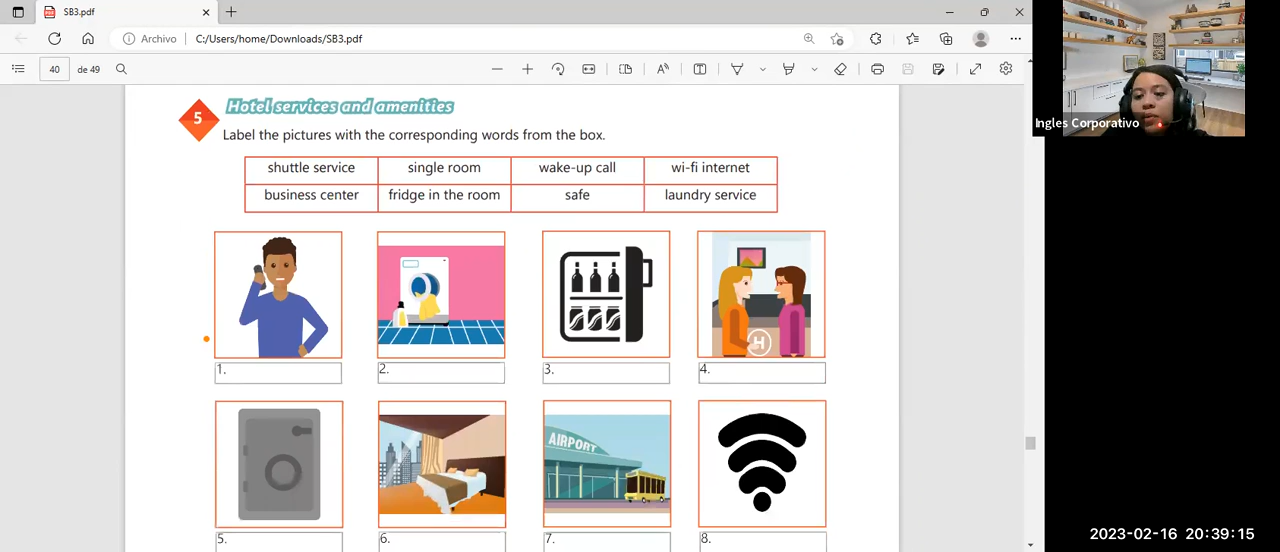 SB3.pdf
Archivo C:/Users/home/Downloads/SB3.pdf
40 de 49
Ingles Corporativo
5 Hotel services and amenities
Label the pictures with the corresponding words from the box.
shuttle service single room wake-up call wi-fi internet
business center fridge in the room safe laundry service
H
1. 2. 3. 4.
AIRPORT
5. 6. 7. 8.
2023-02-16 20:39:15